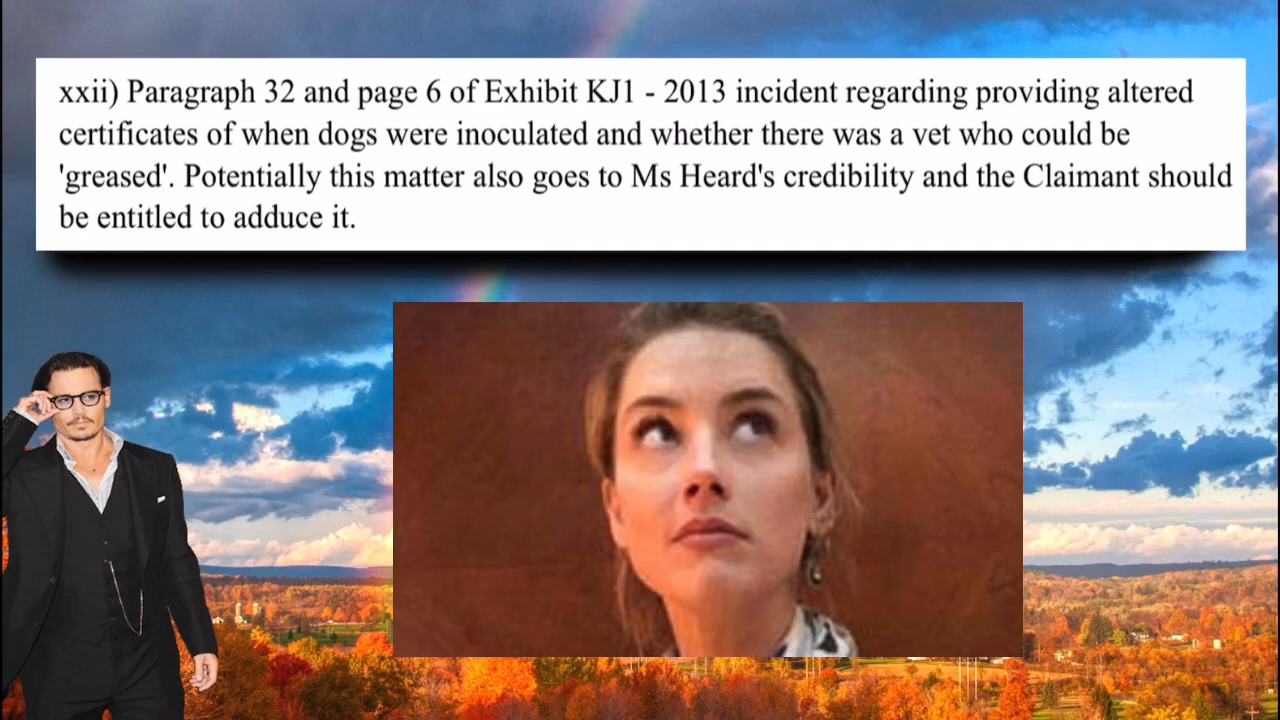 xxii) Paragraph 32 and page 6 of Exhibit KJ1 - 2013 incident regarding providing altered
certificates of when dogs were inoculated and whether there was a vet who could be
'greased'. Potentially this matter also goes to Ms Heard's credibility and the Claimant should
be entitled to adduce it.